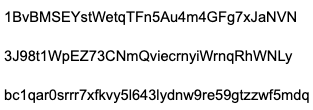 1BvBMSEYstWetqTFn5Au4m4GFg7xJaNVN
3J98t1WpEZ73CNmQviecrnyiWrnqRhWNLy
bc1qar0srrr7xfkvy5l643lydnw9re59gtzzwf5mdq